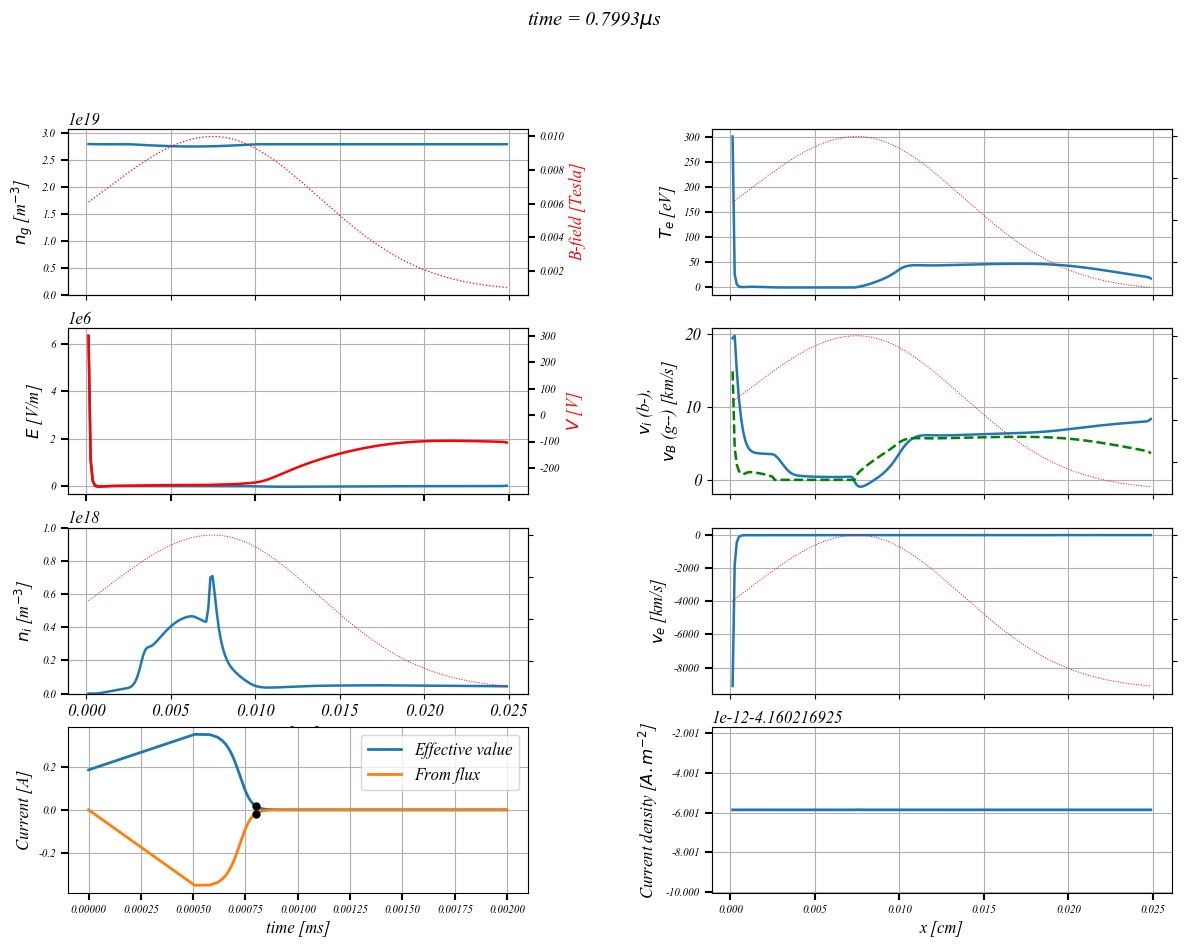 time = 0.7993μs
1e19
n_g [m^{-3}]
3.0
2.5
2.0
1.5
1.0
0.5
0.0
0.010
0.008
0.006
0.004
0.002
B-field [Tesla]
T_e [eV]
300
250
200
150
100
50
0
1e6
E [V/m]
6
4
2
0
300
200
100
0
-100
-200
V [V]
v_i (b-),
v_B (g--) [km/s]
20
10
0
1e18
n_i [m^{-3}]
1.0
0.8
0.6
0.4
0.2
0.0
0.000 0.005 0.010 0.015 0.020 0.025
v_e [km/s]
0
-2000
-4000
-6000
-8000
Current [A]
0.2
0.0
-0.2
Effective value
From flux
0.00000 0.00025 0.00050 0.00075 0.00100 0.00125 0.00150 0.00175 0.00200
time [ms]
1e-12-4.160216925
Current density [A.m^{-2}]
-2.001
-4.001
-6.001
-8.001
-10.000
0.000 0.005 0.010 0.015 0.020 0.025
x [cm]